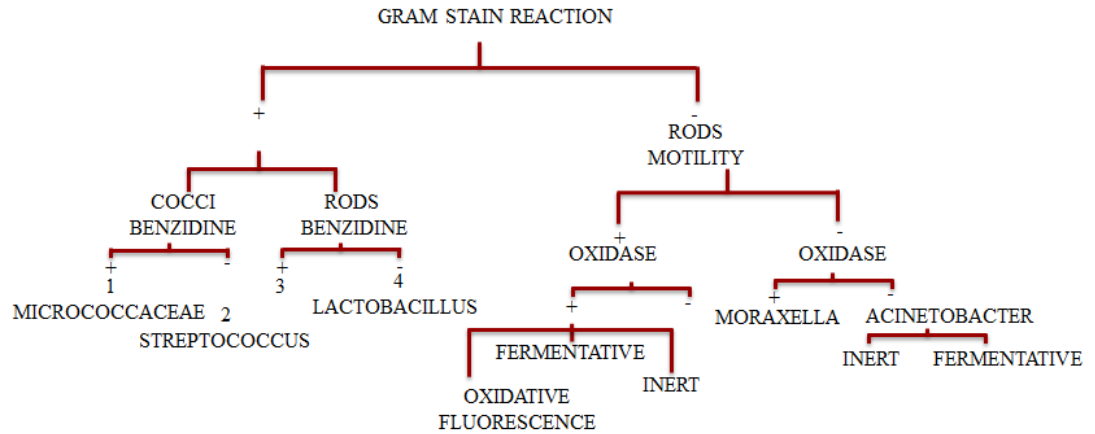 GRAM STAIN REACTION
+
-
RODS
MOTILITY
COCCI
BENZIDINE
RODS
BENZIDINE
+
OXIDASE
-
OXIDASE
+
1
-
+
3
-
4
MICROCOCCACEAE
2
STREPTOCOCCUS
LACTOBACILLUS
+
-
+
MORAXELLA
-
ACINETOBACTER
FERMENTATIVE
OXIDATIVE
FLUORESCENCE
INERT
INERT
FERMENTATIVE